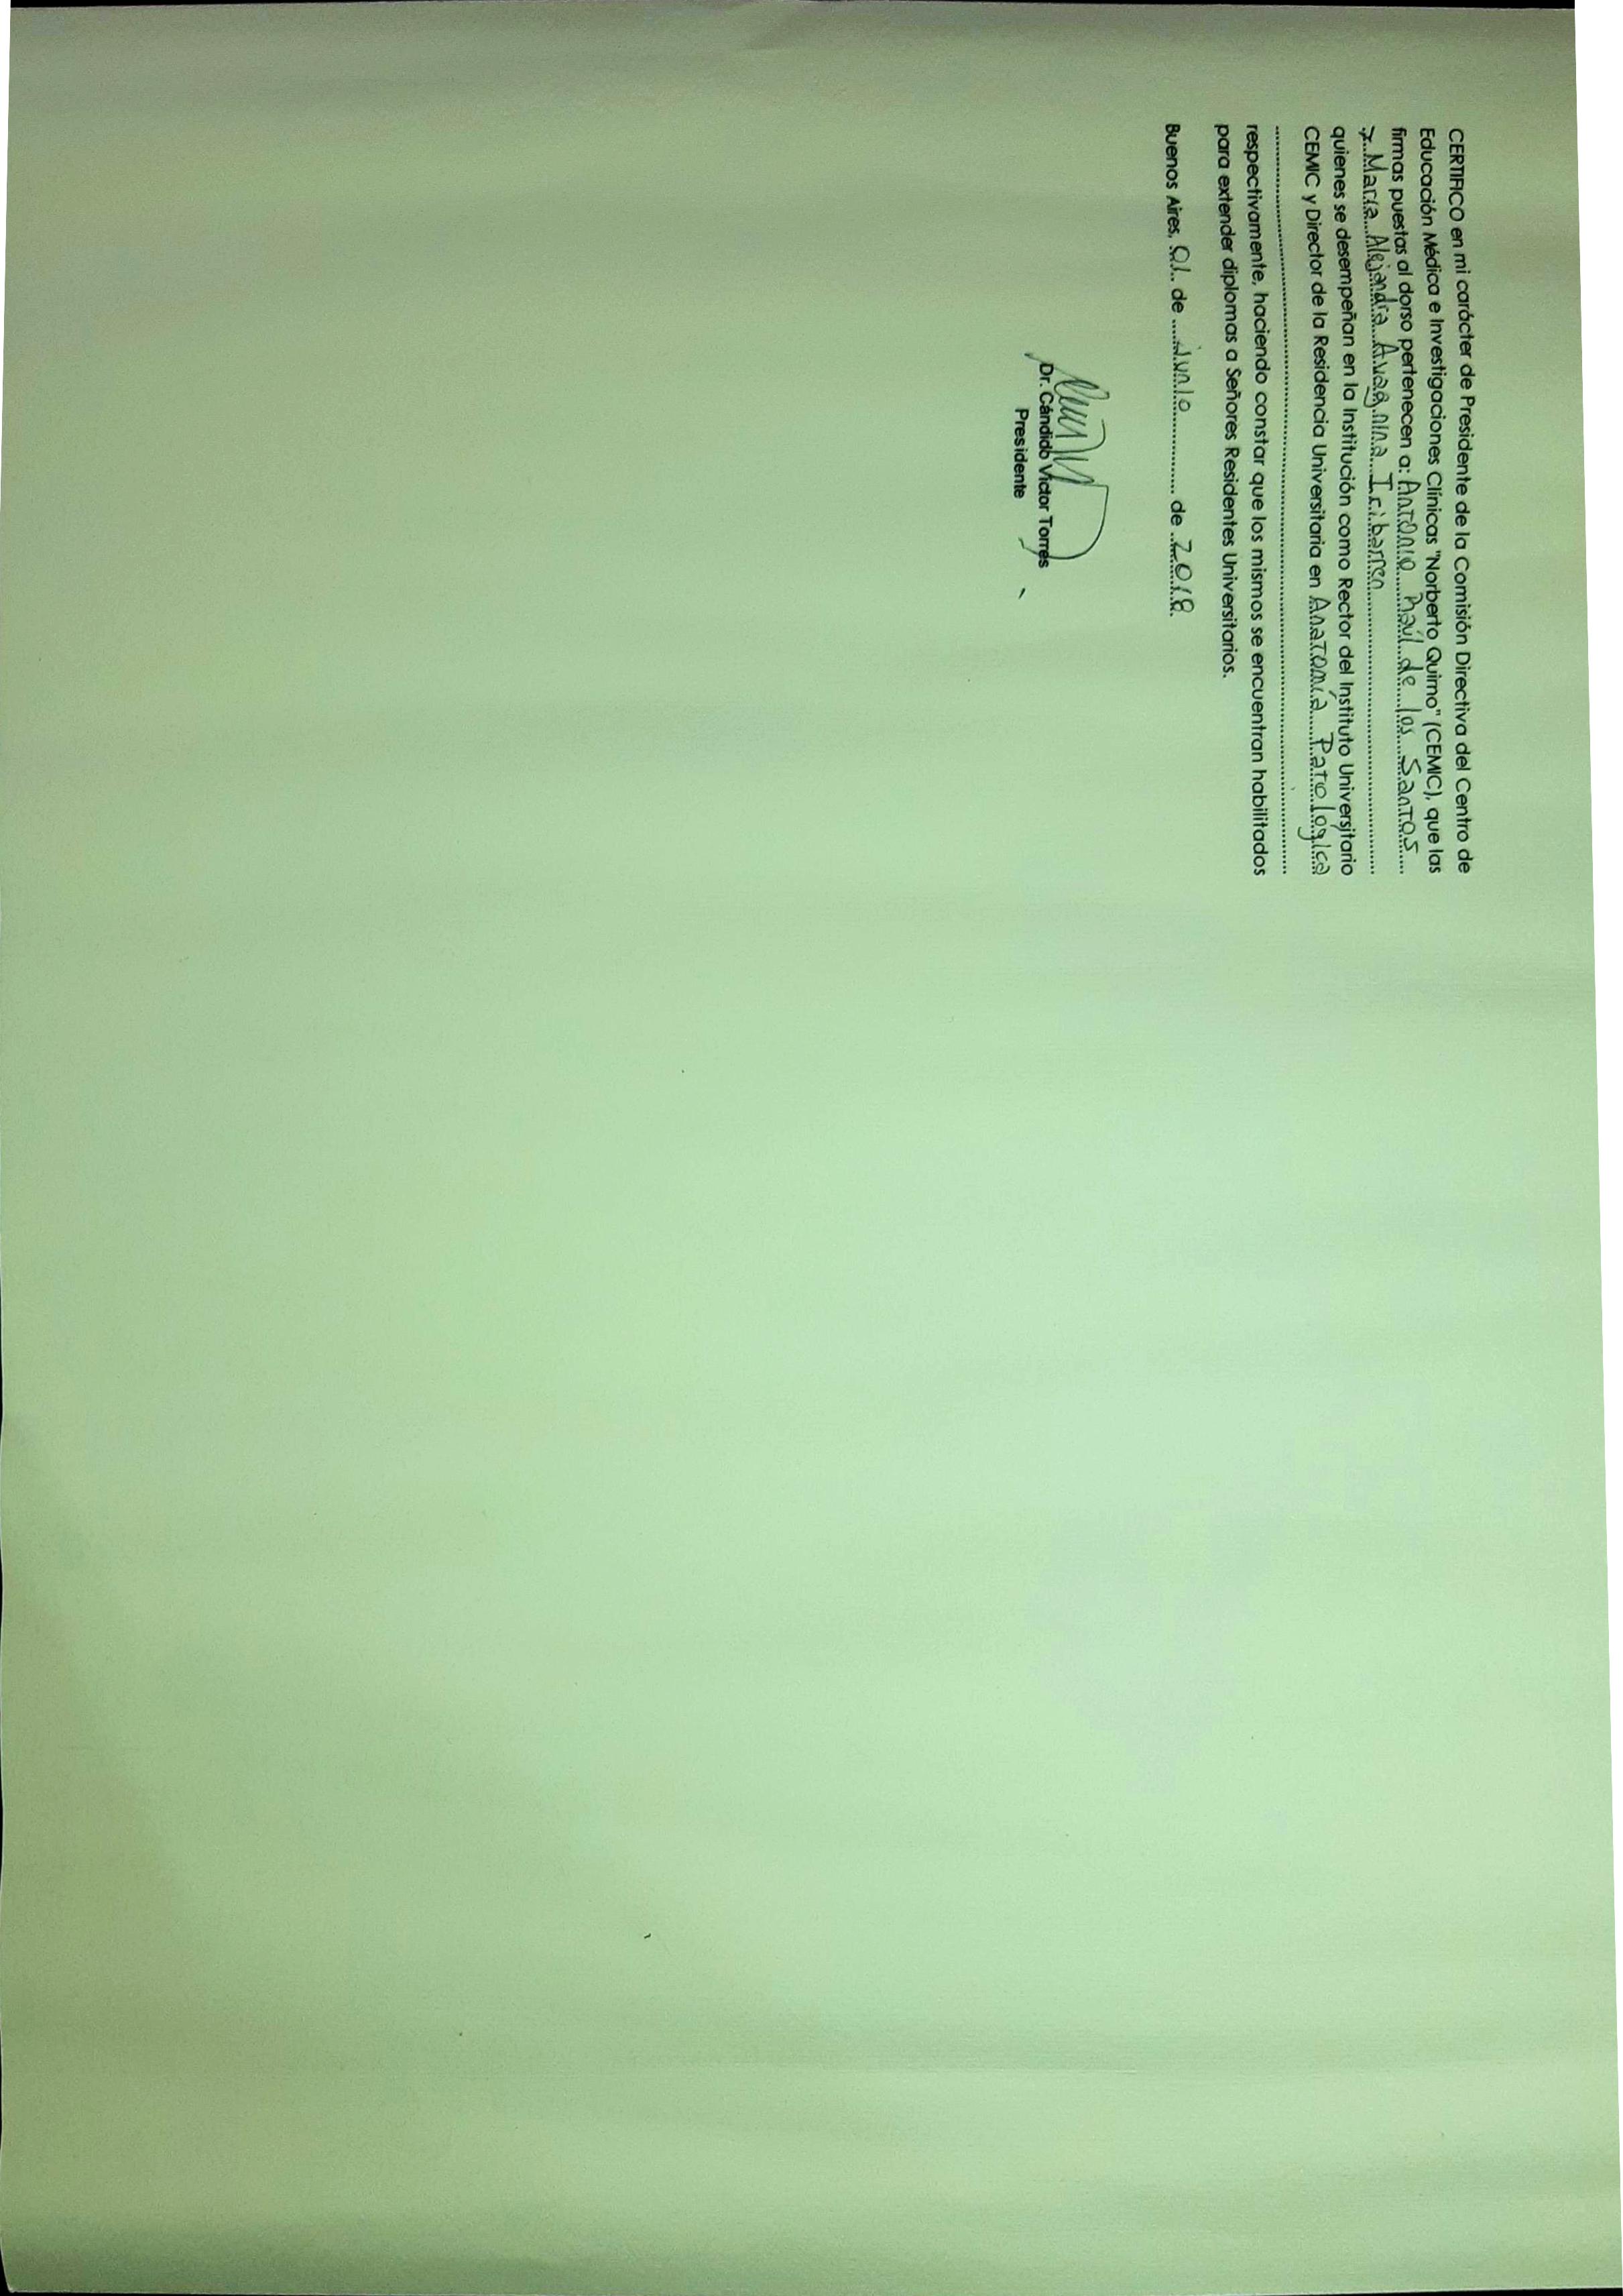 CERTIFICO en mi carácter de Presidente de la Comisión Directiva del Centro de
Educación Médica e Investigaciones Clínicas "Norberto Quirno" (CEMIC), que las
firmas puestas al dorso pertenecen a: Antonio Raúl de los Santos
y María Alejandra Avagnina Iribarren
quienes se desempeñan en la Institución como Rector del Instituto Universitario
CEMIC y Director de la Residencia Universitaria en Anatomía Patológica
respectivamente, haciendo constar que los mismos se encuentran habilitados
para extender diplomas a Señores Residentes Universitarios.
Buenos Aires, 01 de Junio de 2018
Dr. Cándido Victor Torres
Presidente